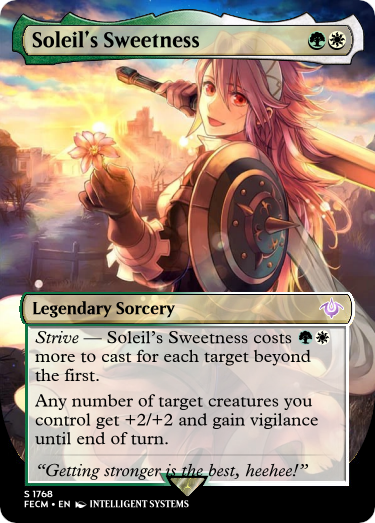 Soleil's Sweetness
Legendary Sorcery
Strive — Soleil's Sweetness costs
more to cast for each target beyond
the first.
Any number of target creatures you
control get +2/+2 and gain vigilance
until end of turn.
“Getting stronger is the best, heehee!”
S 1768
FECM • EN INTELLIGENT SYSTEMS